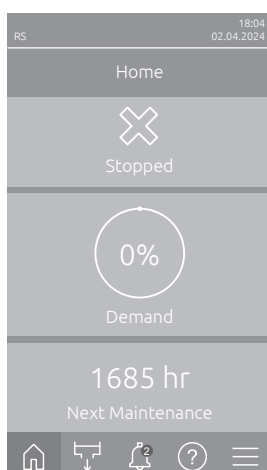 18:04
RS 02.04.2024
Home
Stopped
0%
Demand
1685 hr
Next Maintenance
2
?